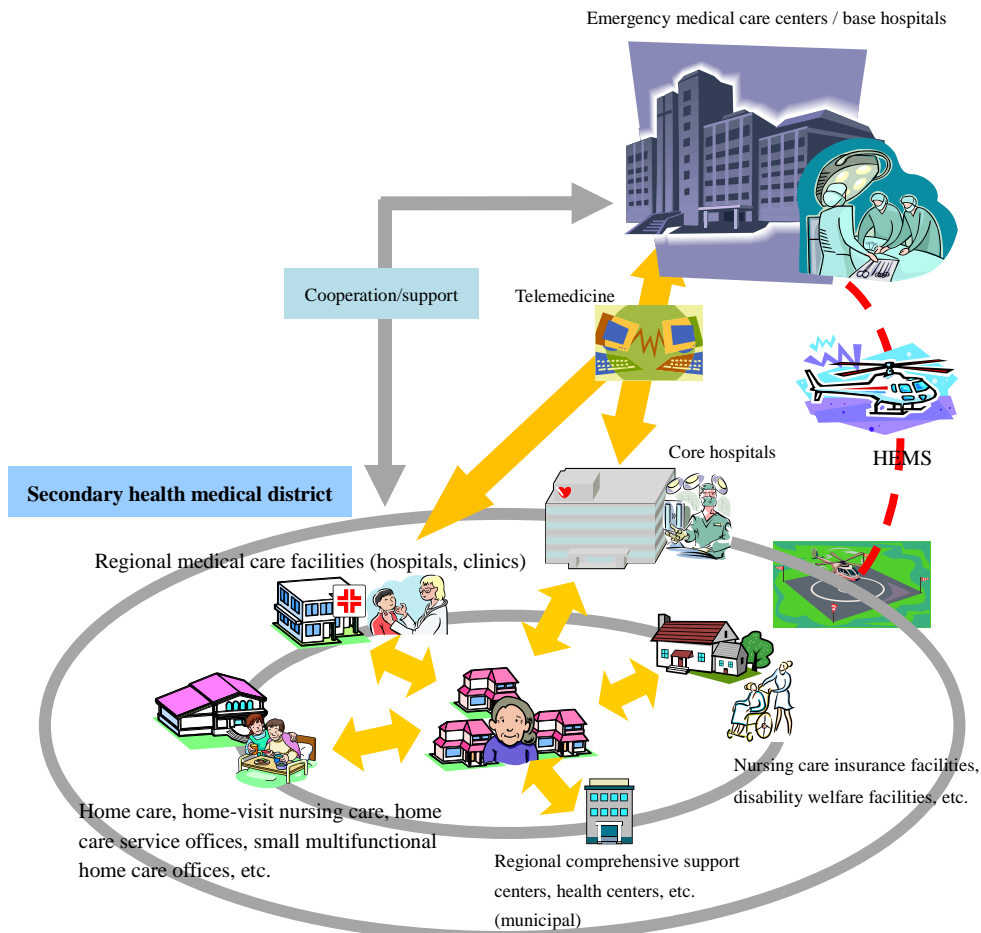 Emergency medical care centers / base hospitals
Cooperation/support
Telemedicine
HEMS
Core hospitals
Secondary health medical district
Regional medical care facilities (hospitals, clinics)
Nursing care insurance facilities,
disability welfare facilities, etc.
Home care, home-visit nursing care, home
care service offices, small multifunctional
home care offices, etc.
Regional comprehensive support
centers, health centers, etc.
(municipal)